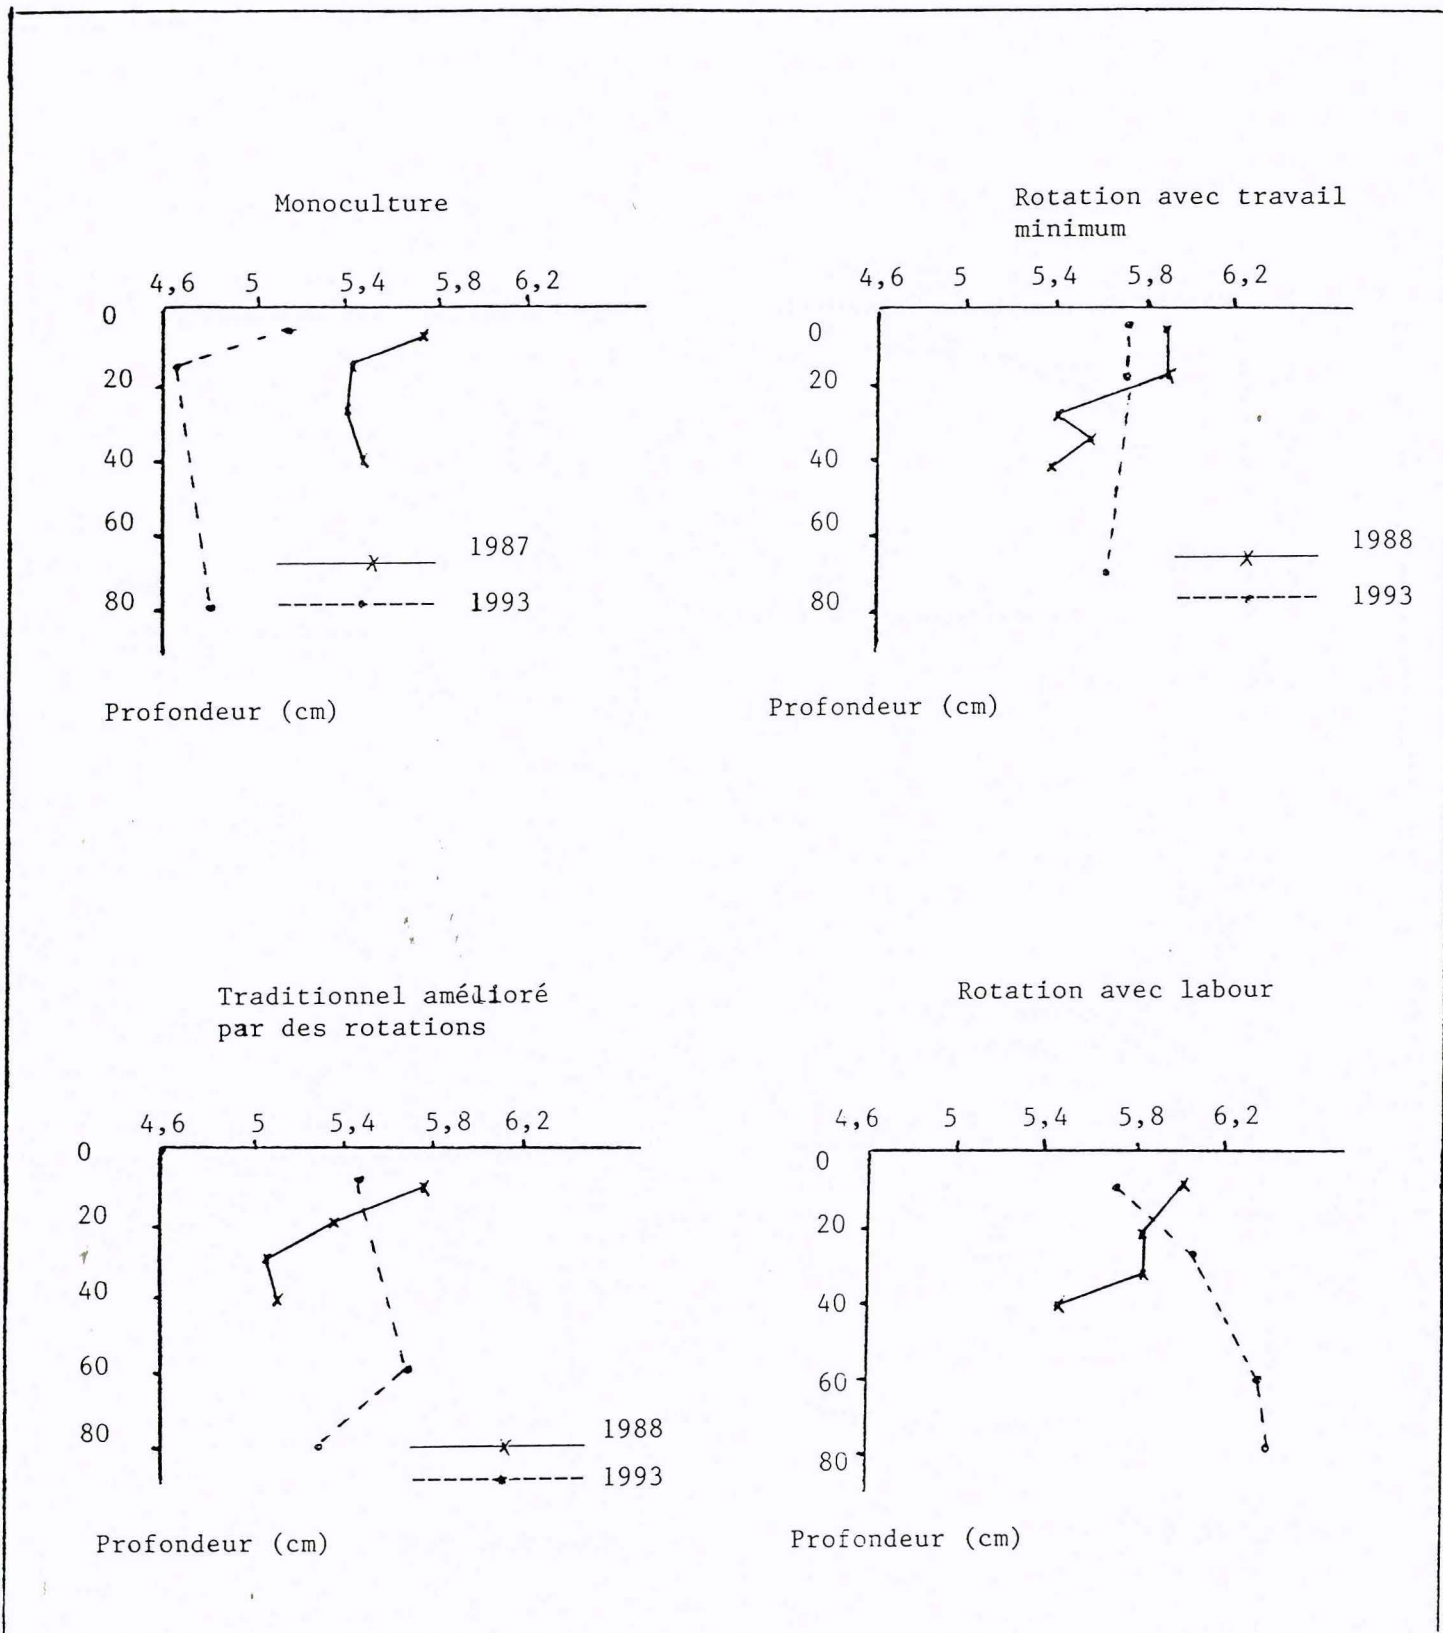 Monoculture
4,6 5 5,4 5,8 6,2
0
20
40
60
80
1987
1993
Profondeur (cm)
Rotation avec travail
minimum
4,6 5 5,4 5,8 6,2
0
20
40
60
80
1988
1993
Profondeur (cm)
Traditionnel amélioré
par des rotations
4,6 5 5,4 5,8 6,2
0
20
40
60
80
1988
1993
Profondeur (cm)
Rotation avec labour
4,6 5 5,4 5,8 6,2
0
20
40
60
80
Profondeur (cm)